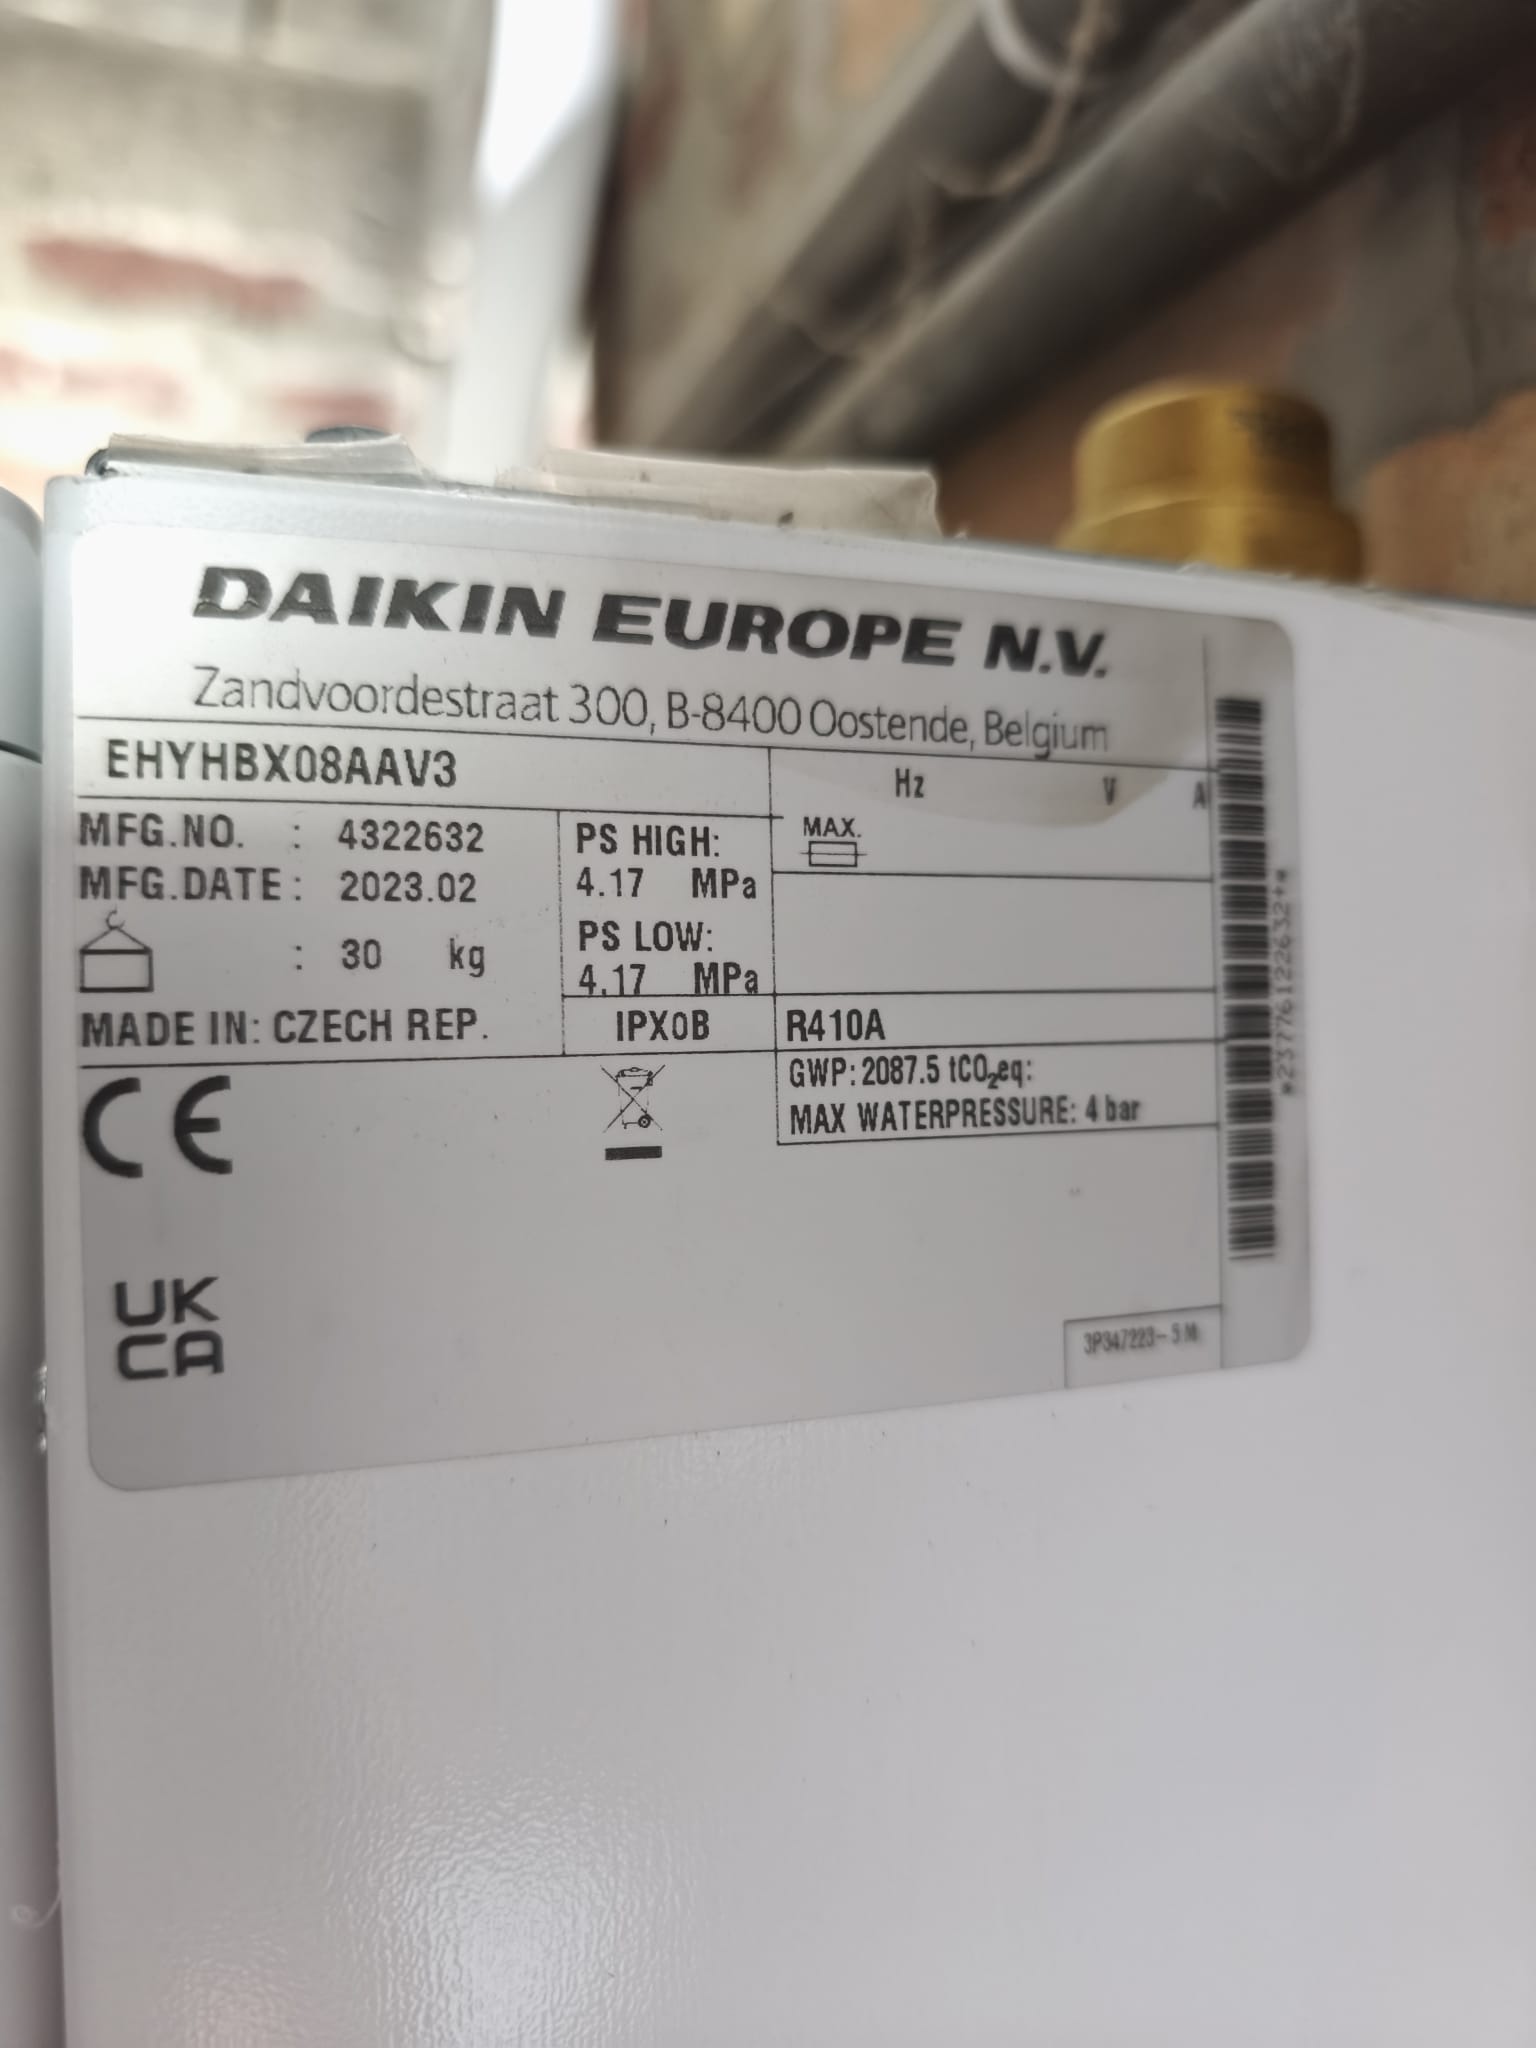 DAIKIN EUROPE N.V.
Zandvoordestraat 300, B-8400 Oostende, Belgium
EHYHBX08AAV3
Hz V A
MFG.NO. : 4322632
MFG.DATE : 2023.02
: 30 kg
MADE IN: CZECH REP.
PS HIGH:
4.17 MPa
PS LOW:
4.17 MPa
IPX0B
MAX.
R410A
GWP: 2087.5 tCO₂eq:
MAX WATERPRESSURE: 4 bar
CE
UK
CA
3P347223-5M